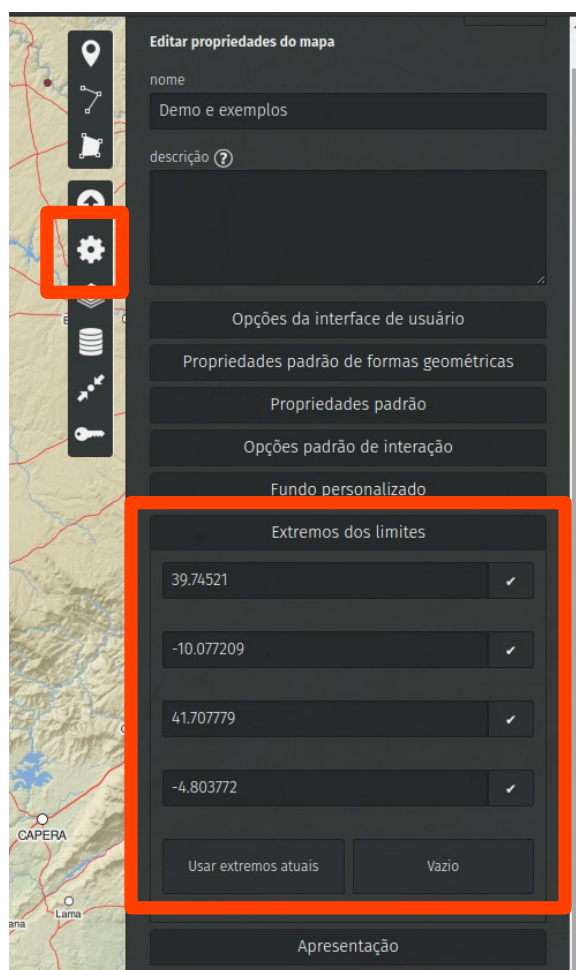 Editar propriedades do mapa
nome
Demo e exemplos
descrição ?
Opções da interface de usuário
Propriedades padrão de formas geométricas
Propriedades padrão
Opções padrão de interação
Fundo personalizado
Extremos dos limites
39.74521
-10.077209
41.707779
-4.803772
Usar extremos atuais
Vazio
CAPERA
Lama
ana
Apresentação